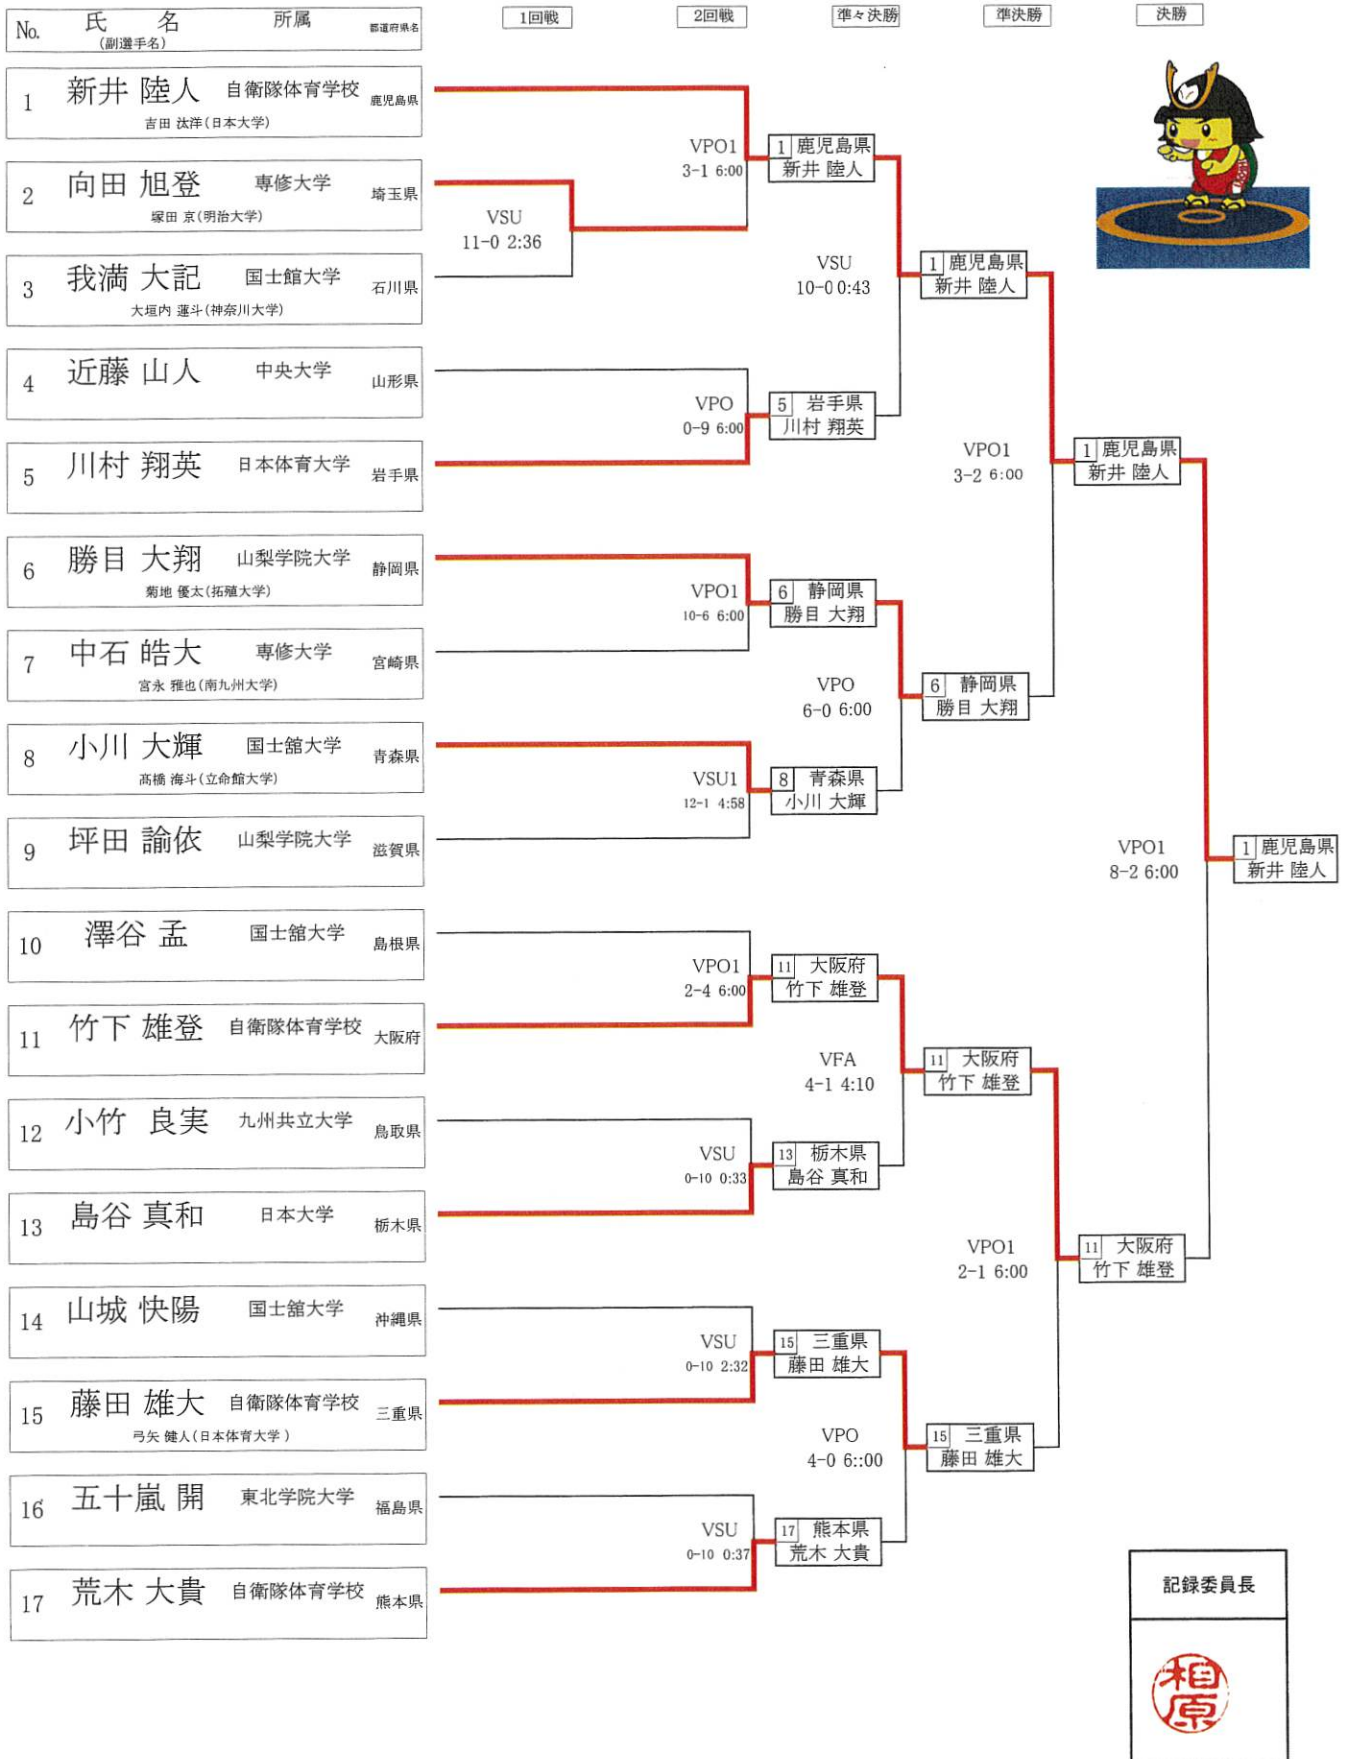 No. 氏 名 所属 都道府県名
(副選手名)
1回戦 2回戦 準々決勝 準決勝 決勝
1 新井 陸人 自衛隊体育学校 鹿児島県
吉田 汰洋(日本大学)
2 向田 旭登 専修大学 埼玉県
塚田 京(明治大学)
3 我満 大記 国士館大学 石川県
大垣内 蓮斗(神奈川大学)
4 近藤 山人 中央大学 山形県
5 川村 翔英 日本体育大学 岩手県
6 勝目 大翔 山梨学院大学 静岡県
菊地 優太(拓殖大学)
7 中石 皓大 専修大学 宮崎県
宮永 雅也(南九州大学)
8 小川 大輝 国士舘大学 青森県
髙橋 海斗(立命館大学)
9 坪田 諭依 山梨学院大学 滋賀県
10 澤谷 孟 国士舘大学 島根県
11 竹下 雄登 自衛隊体育学校 大阪府
12 小竹 良実 九州共立大学 鳥取県
13 島谷 真和 日本大学 栃木県
14 山城 快陽 国士舘大学 沖縄県
15 藤田 雄大 自衛隊体育学校 三重県
弓矢 健人(日本体育大学 )
16 五十嵐 開 東北学院大学 福島県
17 荒木 大貴 自衛隊体育学校 熊本県
VSU
11-0 2:36
VPO1
3-1 6:00
VPO
0-9 6:00
VPO1
10-6 6:00
VSU1
12-1 4:58
VPO1
2-4 6:00
VSU
0-10 0:33
VSU
0-10 2:32
VSU
0-10 0:37
1 鹿児島県
新井 陸人
5 岩手県
川村 翔英
6 静岡県
勝目 大翔
8 青森県
小川 大輝
11 大阪府
竹下 雄登
13 栃木県
島谷 真和
15 三重県
藤田 雄大
17 熊本県
荒木 大貴
VSU
10-0 0:43
VPO
6-0 6:00
VFA
4-1 4:10
VPO
4-0 6::00
1 鹿児島県
新井 陸人
6 静岡県
勝目 大翔
11 大阪府
竹下 雄登
15 三重県
藤田 雄大
VPO1
3-2 6:00
VPO1
2-1 6:00
1 鹿児島県
新井 陸人
11 大阪府
竹下 雄登
VPO1
8-2 6:00
1 鹿児島県
新井 陸人
記録委員長
相原